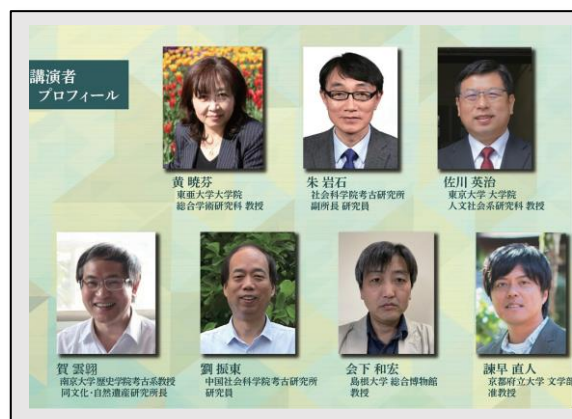 講演者
プロフィール
黄 曉芬
東亜大学大学院
総合学術研究科 教授
朱 岩石
社会科学院考古研究所
副所長 研究員
佐川 英治
東京大学 大学院
人文社会系研究科 教授
賀 雲翺
南京大学 歴史学院考古系教授
同文化·自然遺産研究所長
劉 振東
中国社会科学院考古研究所
研究員
会下 和宏
島根大学 総合博物館
教授
諫早 直人
京都府立大学 文学部
准教授